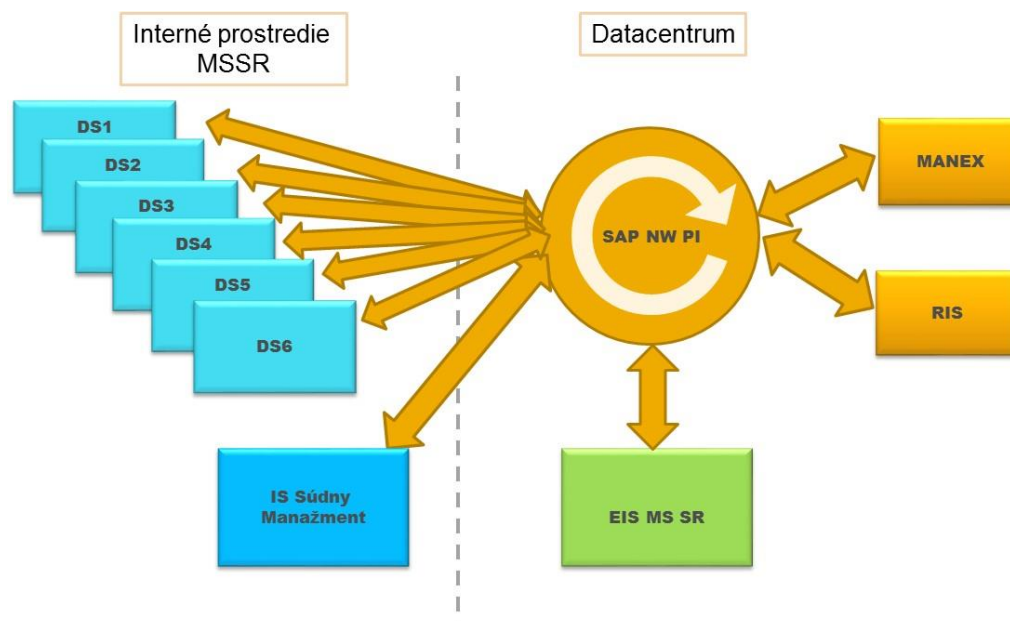 Interné prostredie
MSSR
Datacentrum
DS1
DS2
DS3
DS4
DS5
DS6
SAP NW PI
MANEX
RIS
IS Súdny
Manažment
EIS MS SR